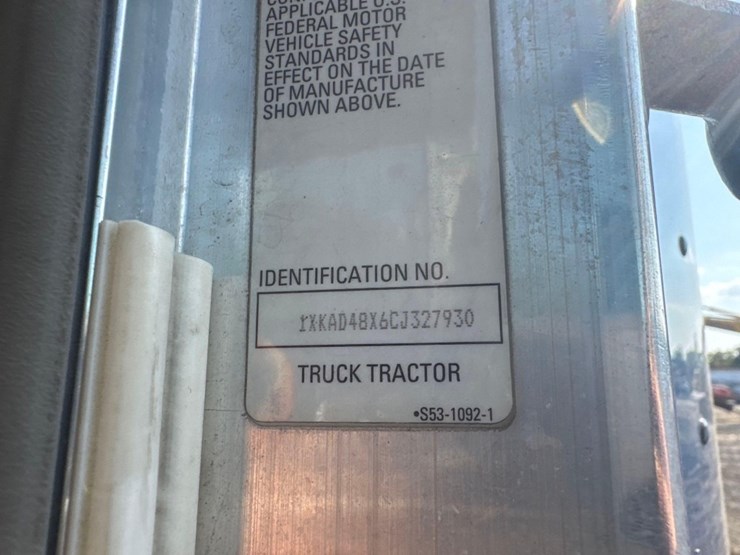 APPLICABLE U.S.
FEDERAL MOTOR
VEHICLE SAFETY
STANDARDS IN
EFFECT ON THE DATE
OF MANUFACTURE
SHOWN ABOVE.
IDENTIFICATION NO.
1XKAD48X6CJ327930
TRUCK TRACTOR
•S53-1092-1